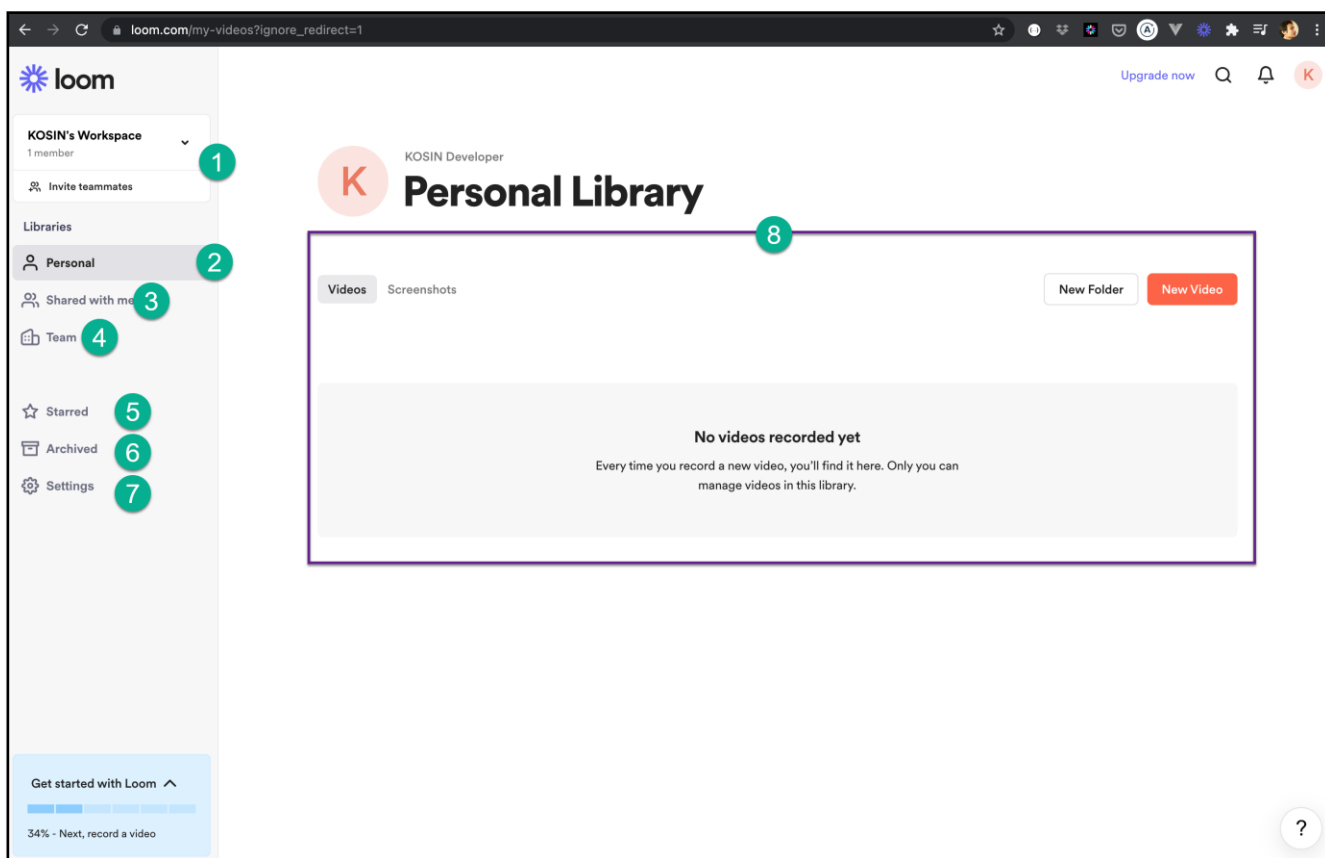 loom.com/my-videos?ignore_redirect=1
loom
Upgrade now
K
KOSIN's Workspace
1 member
1
Invite teammates
Libraries
Personal
2
Shared with me
3
Team
4
Starred
5
Archived
6
Settings
7
K
KOSIN Developer
Personal Library
8
Videos
Screenshots
New Folder
New Video
No videos recorded yet
Every time you record a new video, you'll find it here. Only you can
manage videos in this library.
Get started with Loom
34% - Next, record a video
?